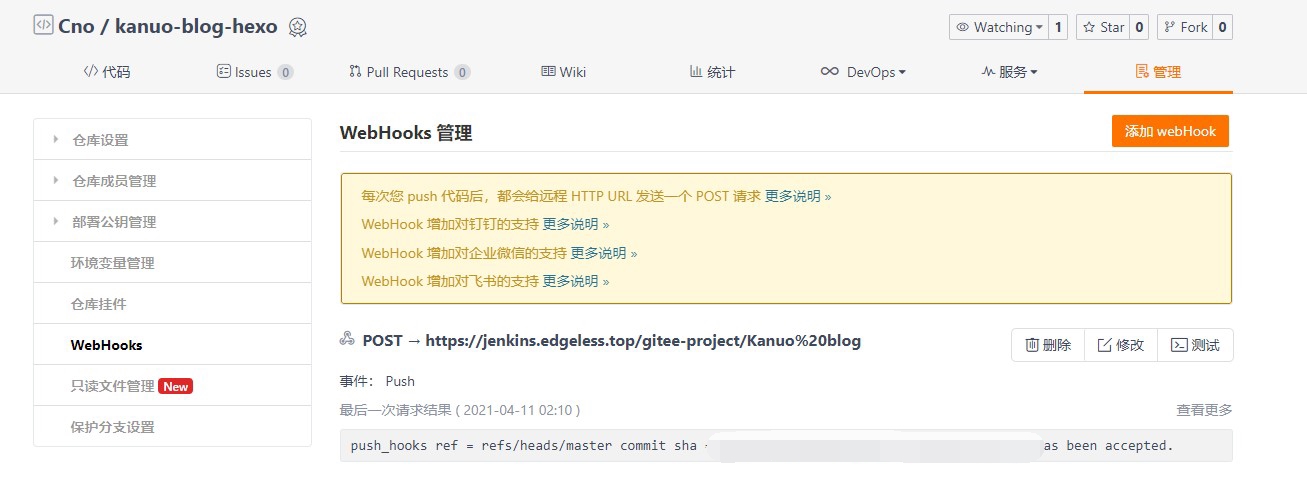 Cno / kanuo-blog-hexo
Watching 1 Star 0 Fork 0
代码 Issues 0 Pull Requests 0 Wiki 统计 DevOps 服务 管理
仓库设置
仓库成员管理
部署公钥管理
环境变量管理
仓库挂件
WebHooks
只读文件管理 New
保护分支设置
WebHooks 管理
添加 webHook
每次您 push 代码后，都会给远程 HTTP URL 发送一个 POST 请求 更多说明 »
WebHook 增加对钉钉的支持 更多说明 »
WebHook 增加对企业微信的支持 更多说明 »
WebHook 增加对飞书的支持 更多说明 »
POST → https://jenkins.edgeless.top/gitee-project/Kanuo%20blog
删除 修改 测试
事件： Push
最后一次请求结果 ( 2021-04-11 02:10 )
查看更多
push_hooks ref = refs/heads/master commit sha as been accepted.